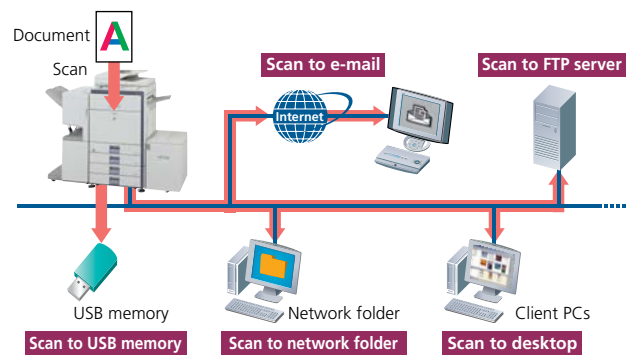 Document
A
Scan
Scan to e-mail
Scan to FTP server
Internet
USB memory
Network folder
Client PCs
Scan to USB memory
Scan to network folder
Scan to desktop